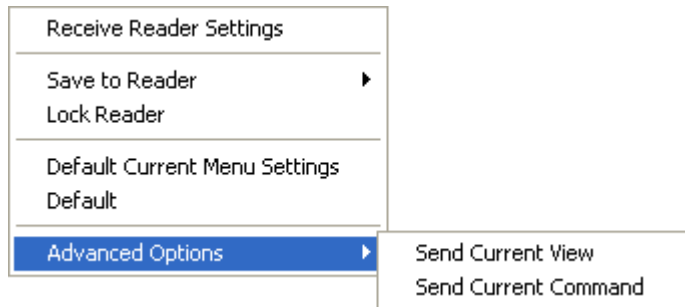 Receive Reader Settings
Save to Reader
Lock Reader
Default Current Menu Settings
Default
Advanced Options
Send Current View
Send Current Command